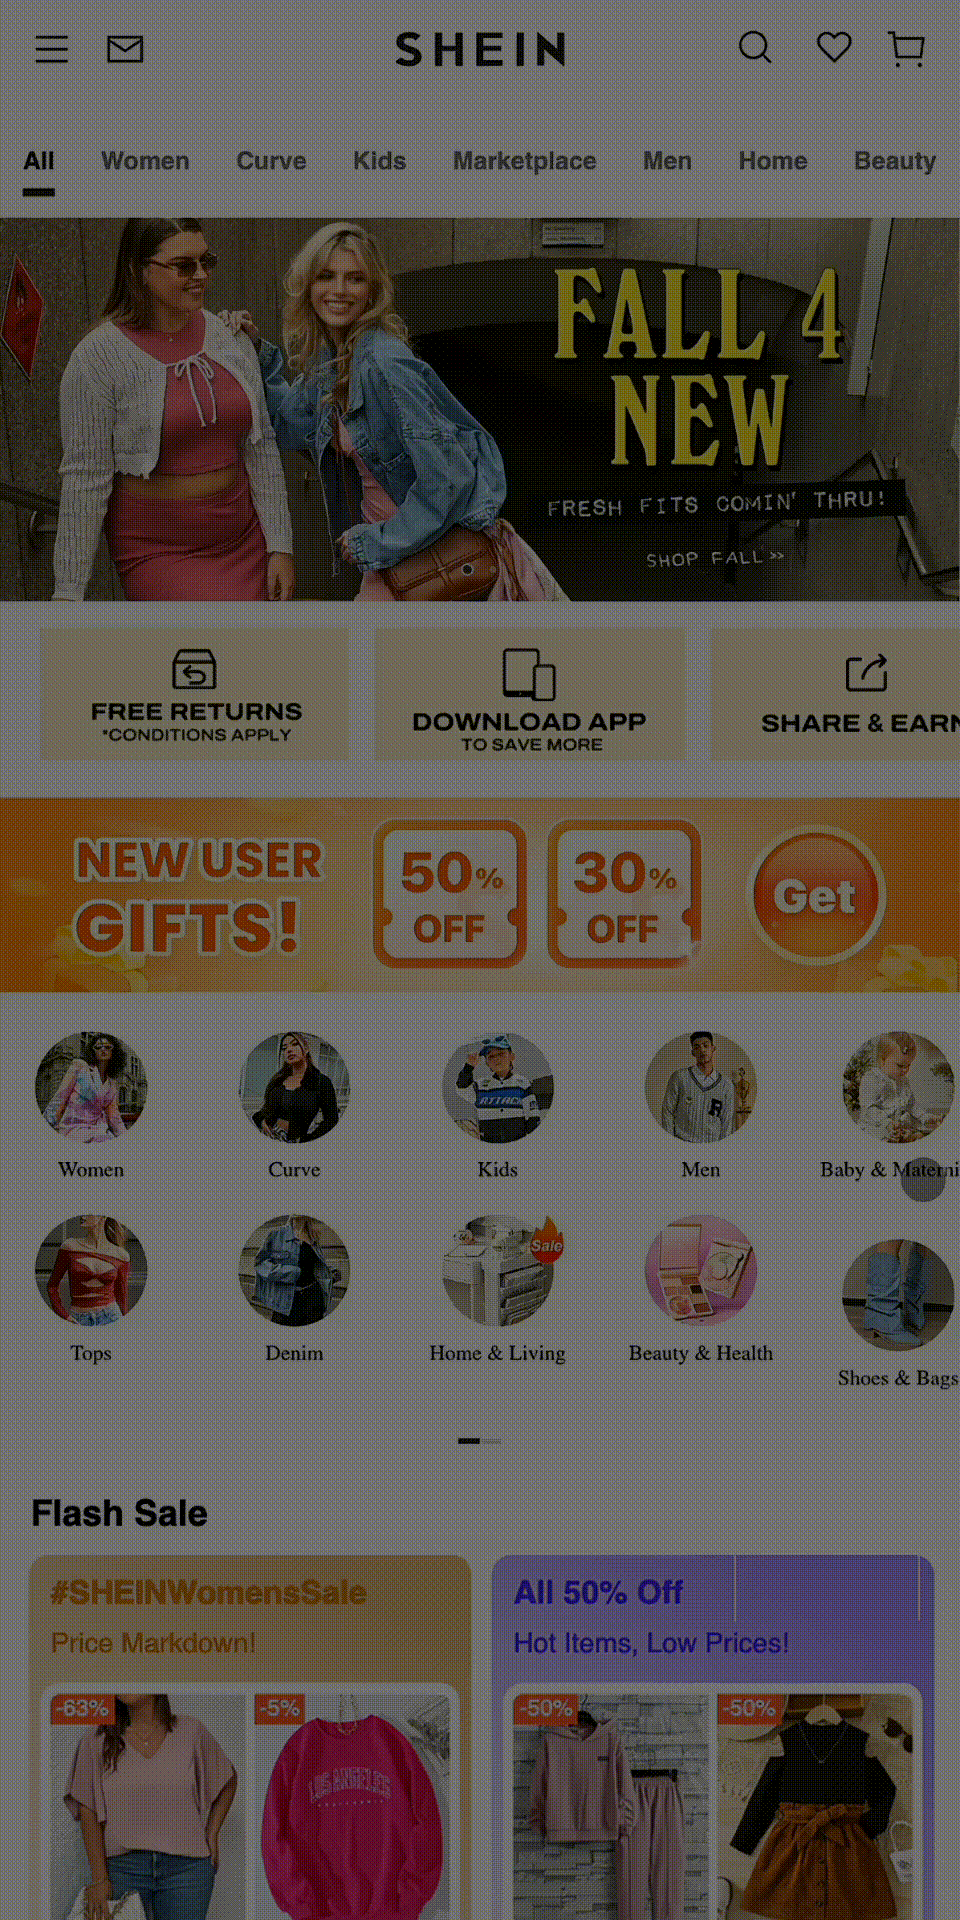 SHEIN
All Women Curve Kids Marketplace Men Home Beauty
FALL 4
NEW
FRESH FITS COMIN' THRU!
SHOP FALL >>
FREE RETURNS
*CONDITIONS APPLY
DOWNLOAD APP
TO SAVE MORE
SHARE & EARN
NEW USER
GIFTS!
50%
OFF
30%
OFF
Get
Women Curve Kids Men Baby & Materni
Sale
Tops Denim Home & Living Beauty & Health Shoes & Bags
Flash Sale
#SHEINWomensSale
Price Markdown!
All 50% Off
Hot Items, Low Prices!
-63% -5% -50% -50%
LOS ANGELES
R